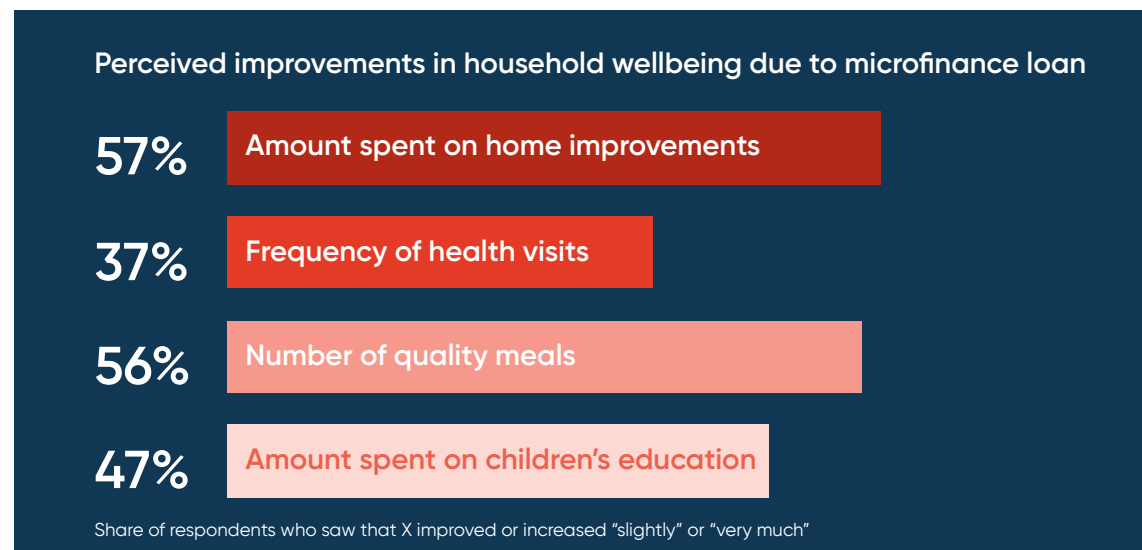 Perceived improvements in household wellbeing due to microfinance loan
57%
Amount spent on home improvements
37%
Frequency of health visits
56%
Number of quality meals
47%
Amount spent on children’s education
Share of respondents who saw that X improved or increased “slightly” or “very much”